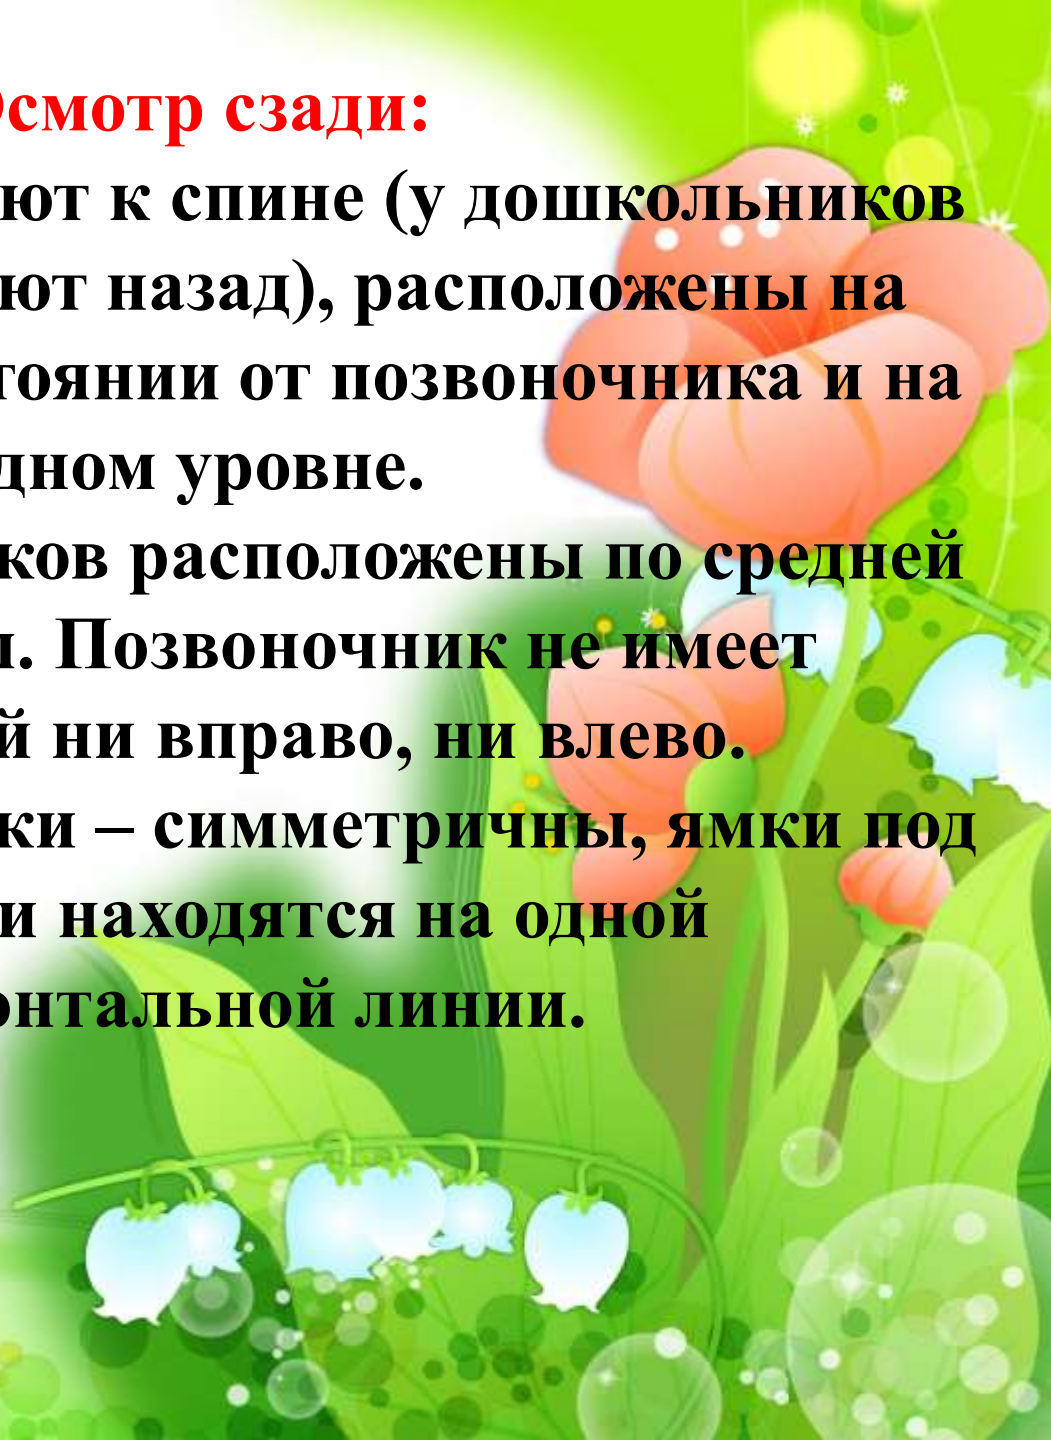 Осмотр сзади:
ют к спине (у дошкольников
ют назад), расположены на
тоянии от позвоночника и на
дном уровне.
ков расположены по средней
. Позвоночник не имеет
й ни вправо, ни влево.
ки – симметричны, ямки под
и находятся на одной
онтальной линии.